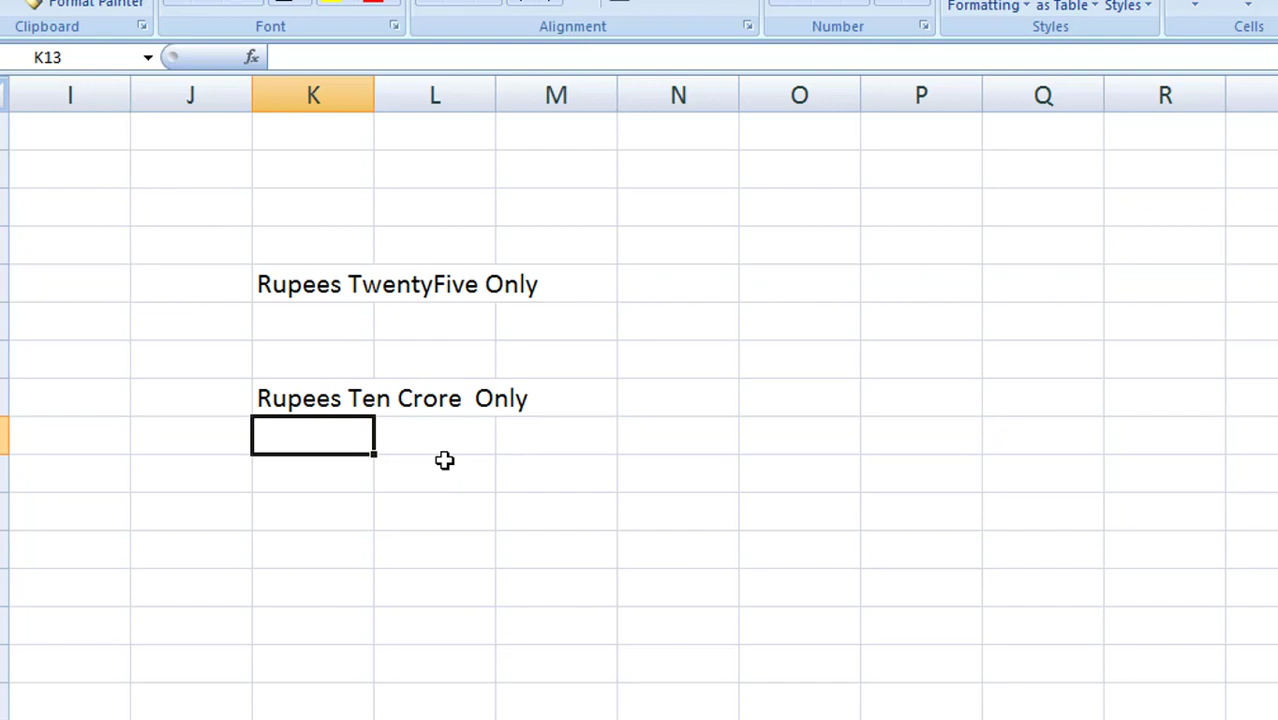 Format Painter
Formatting as Table Styles
Clipboard Font Alignment Number Styles Cells
K13 fx
I J K L M N O P Q R
Rupees TwentyFive Only
Rupees Ten Crore  Only